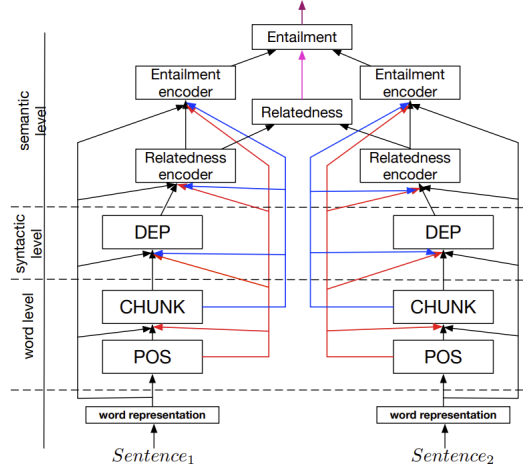 Entailment
Entailment
encoder
Entailment
encoder
Relatedness
Relatedness
encoder
Relatedness
encoder
DEP
DEP
CHUNK
CHUNK
POS
POS
word representation
word representation
Sentence1
Sentence2
semantic
level
syntactic
level
word level